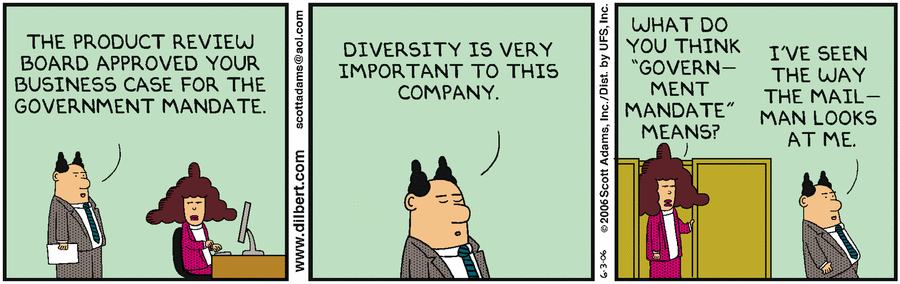 THE PRODUCT REVIEW
BOARD APPROVED YOUR
BUSINESS CASE FOR THE
GOVERNMENT MANDATE.
www.dilbert.com scottadams@aol.com
DIVERSITY IS VERY
IMPORTANT TO THIS
COMPANY.
6-3-06 © 2006 Scott Adams, Inc./Dist. by UFS, Inc.
WHAT DO
YOU THINK
"GOVERN—
MENT
MANDATE"
MEANS?
I'VE SEEN
THE WAY
THE MAIL—
MAN LOOKS
AT ME.